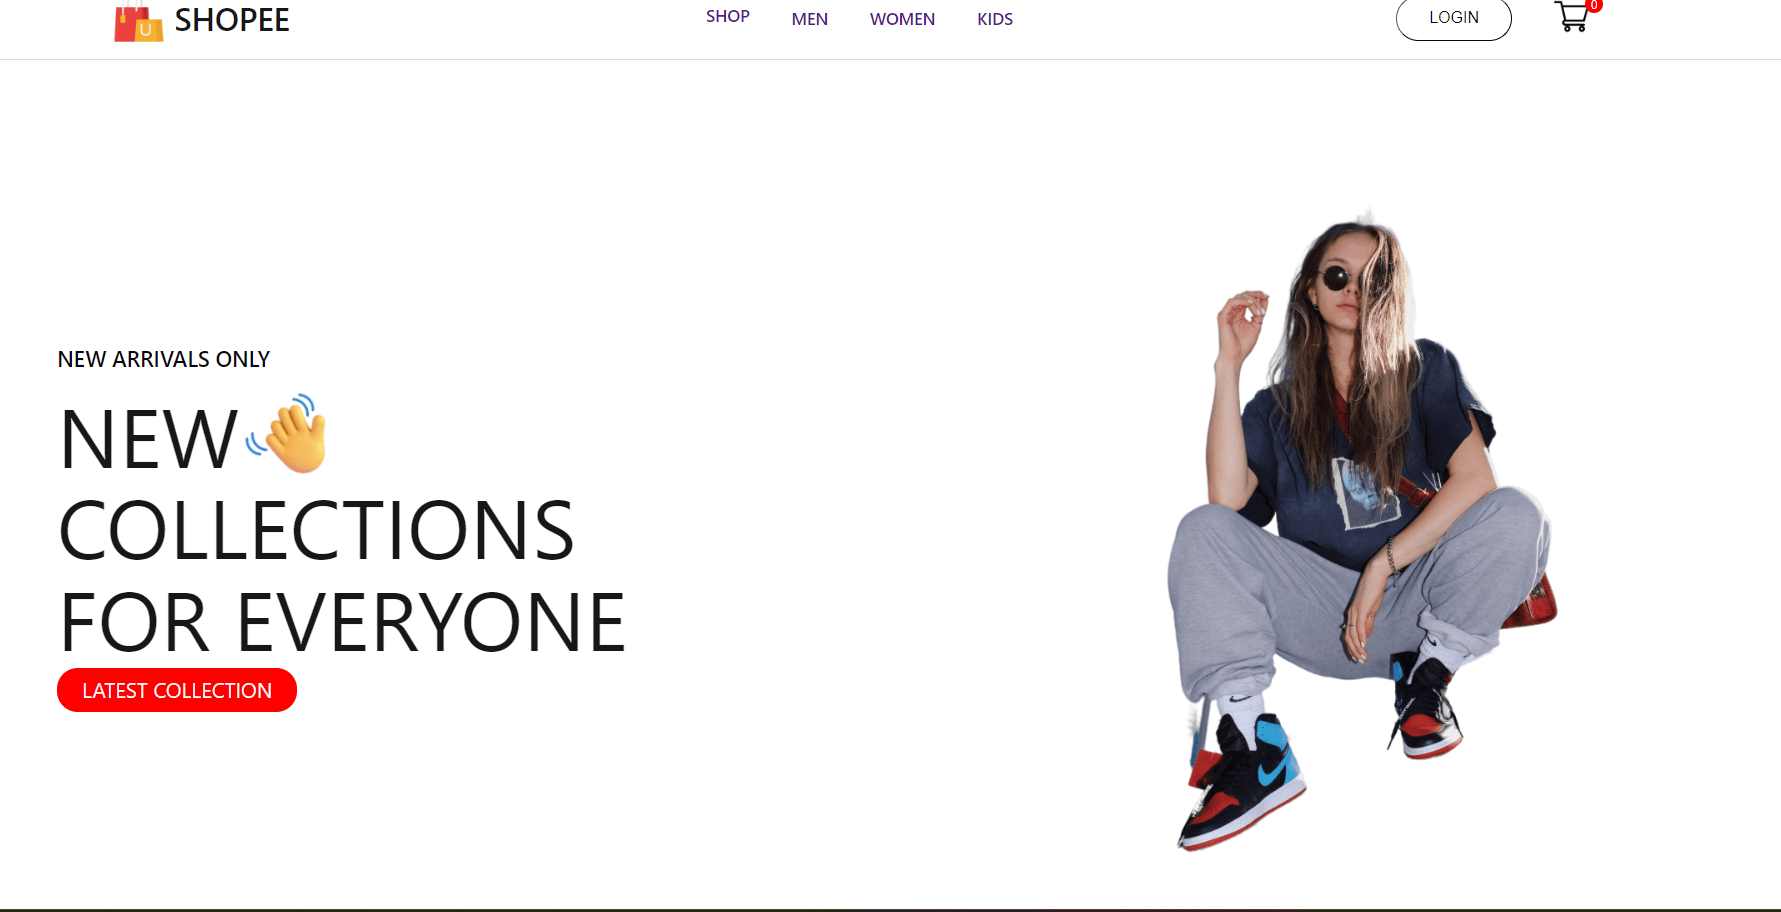 SHOPEE
SHOP MEN WOMEN KIDS
LOGIN
0
NEW ARRIVALS ONLY
NEW👋
COLLECTIONS
FOR EVERYONE
LATEST COLLECTION